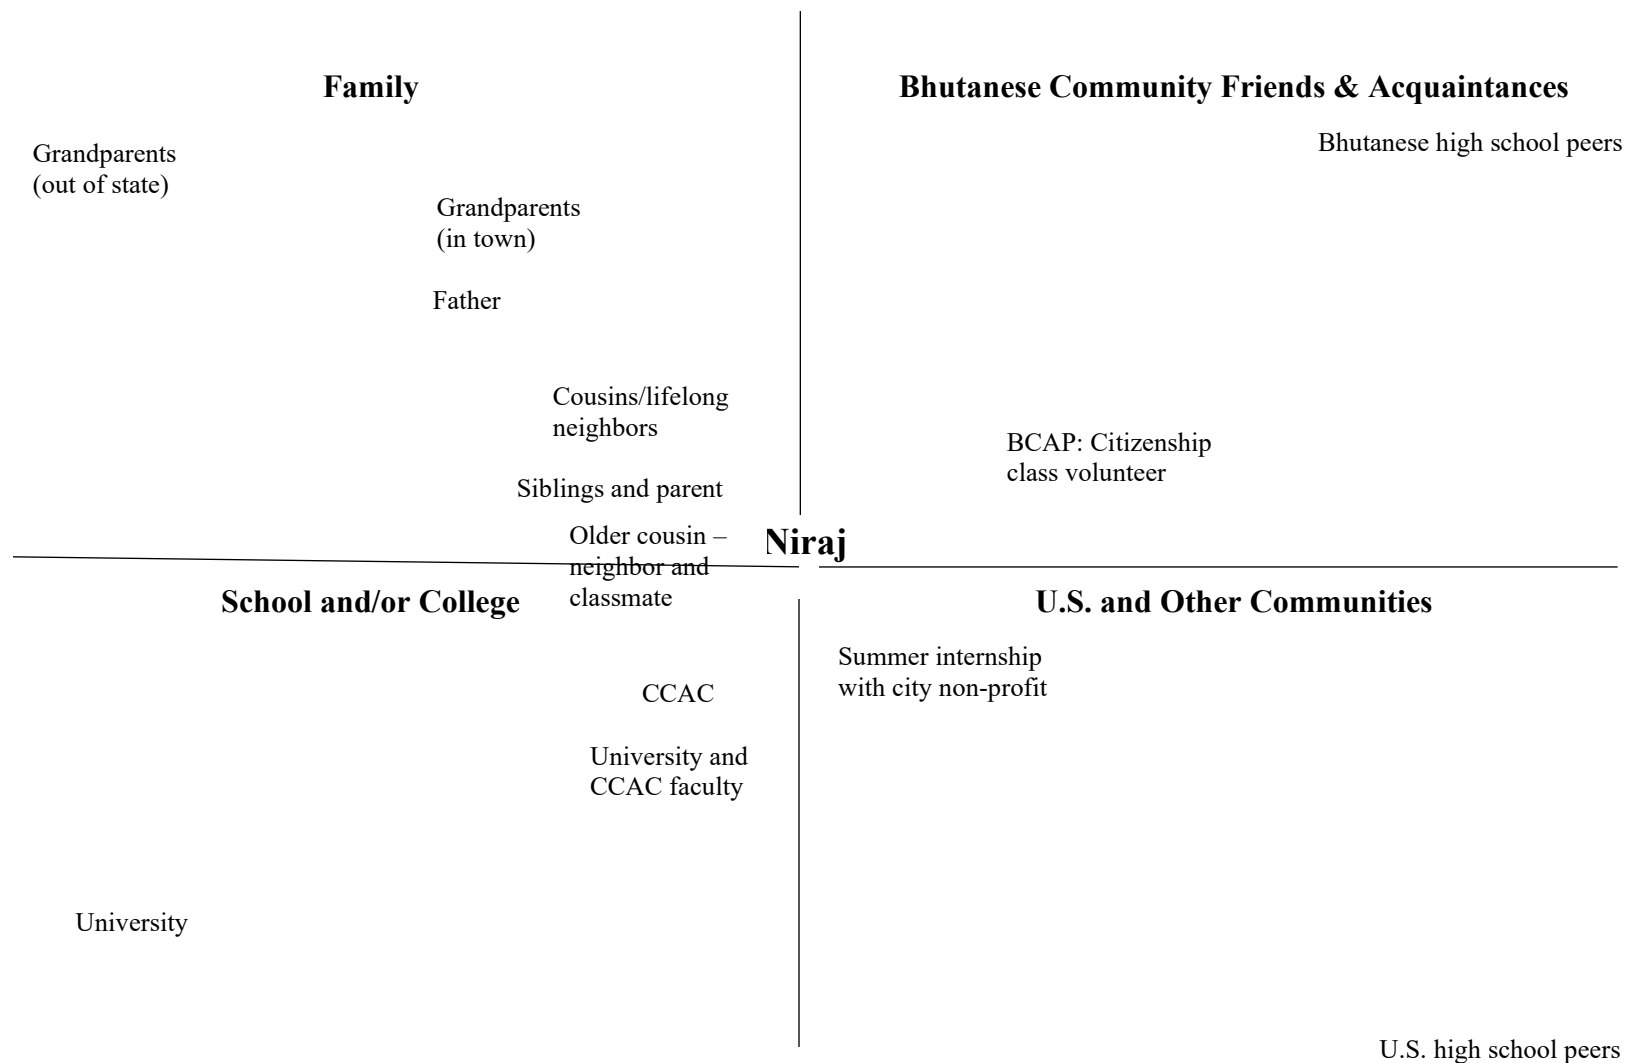 Family
Grandparents
(out of state)
Grandparents
(in town)
Father
Cousins/lifelong
neighbors
Siblings and parent
Older cousin –
neighbor and
classmate
Bhutanese Community Friends & Acquaintances
Bhutanese high school peers
BCAP: Citizenship
class volunteer
Niraj
School and/or College
CCAC
University and
CCAC faculty
University
U.S. and Other Communities
Summer internship
with city non-profit
U.S. high school peers